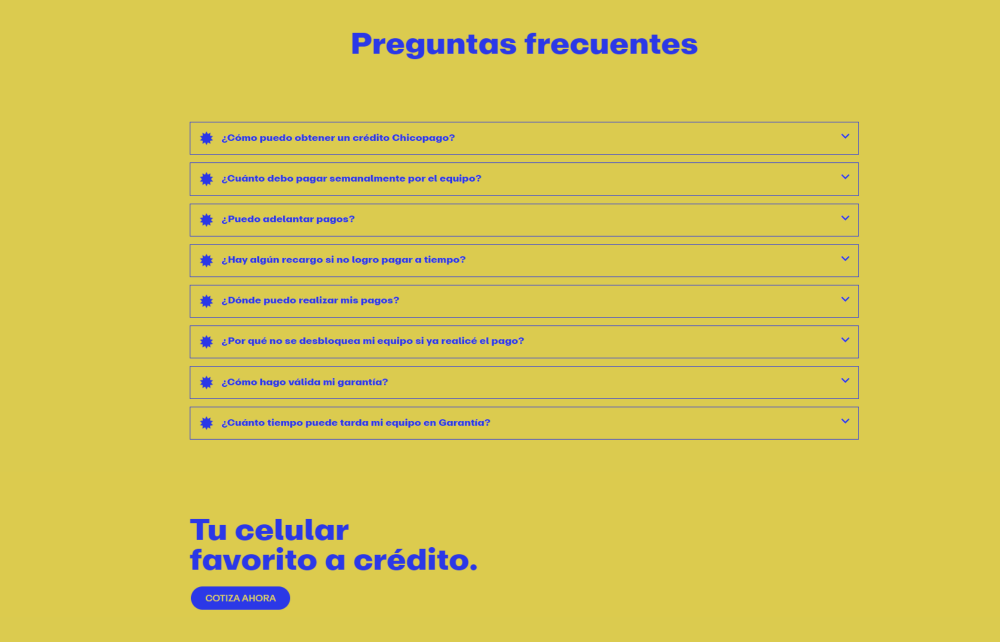 Preguntas frecuentes
¿Cómo puedo obtener un crédito Chicopago?
¿Cuánto debo pagar semanalmente por el equipo?
¿Puedo adelantar pagos?
¿Hay algún recargo si no logro pagar a tiempo?
¿Dónde puedo realizar mis pagos?
¿Por qué no se desbloquea mi equipo si ya realicé el pago?
¿Cómo hago válida mi garantía?
¿Cuánto tiempo puede tarda mi equipo en Garantía?
Tu celular
favorito a crédito.
COTIZA AHORA